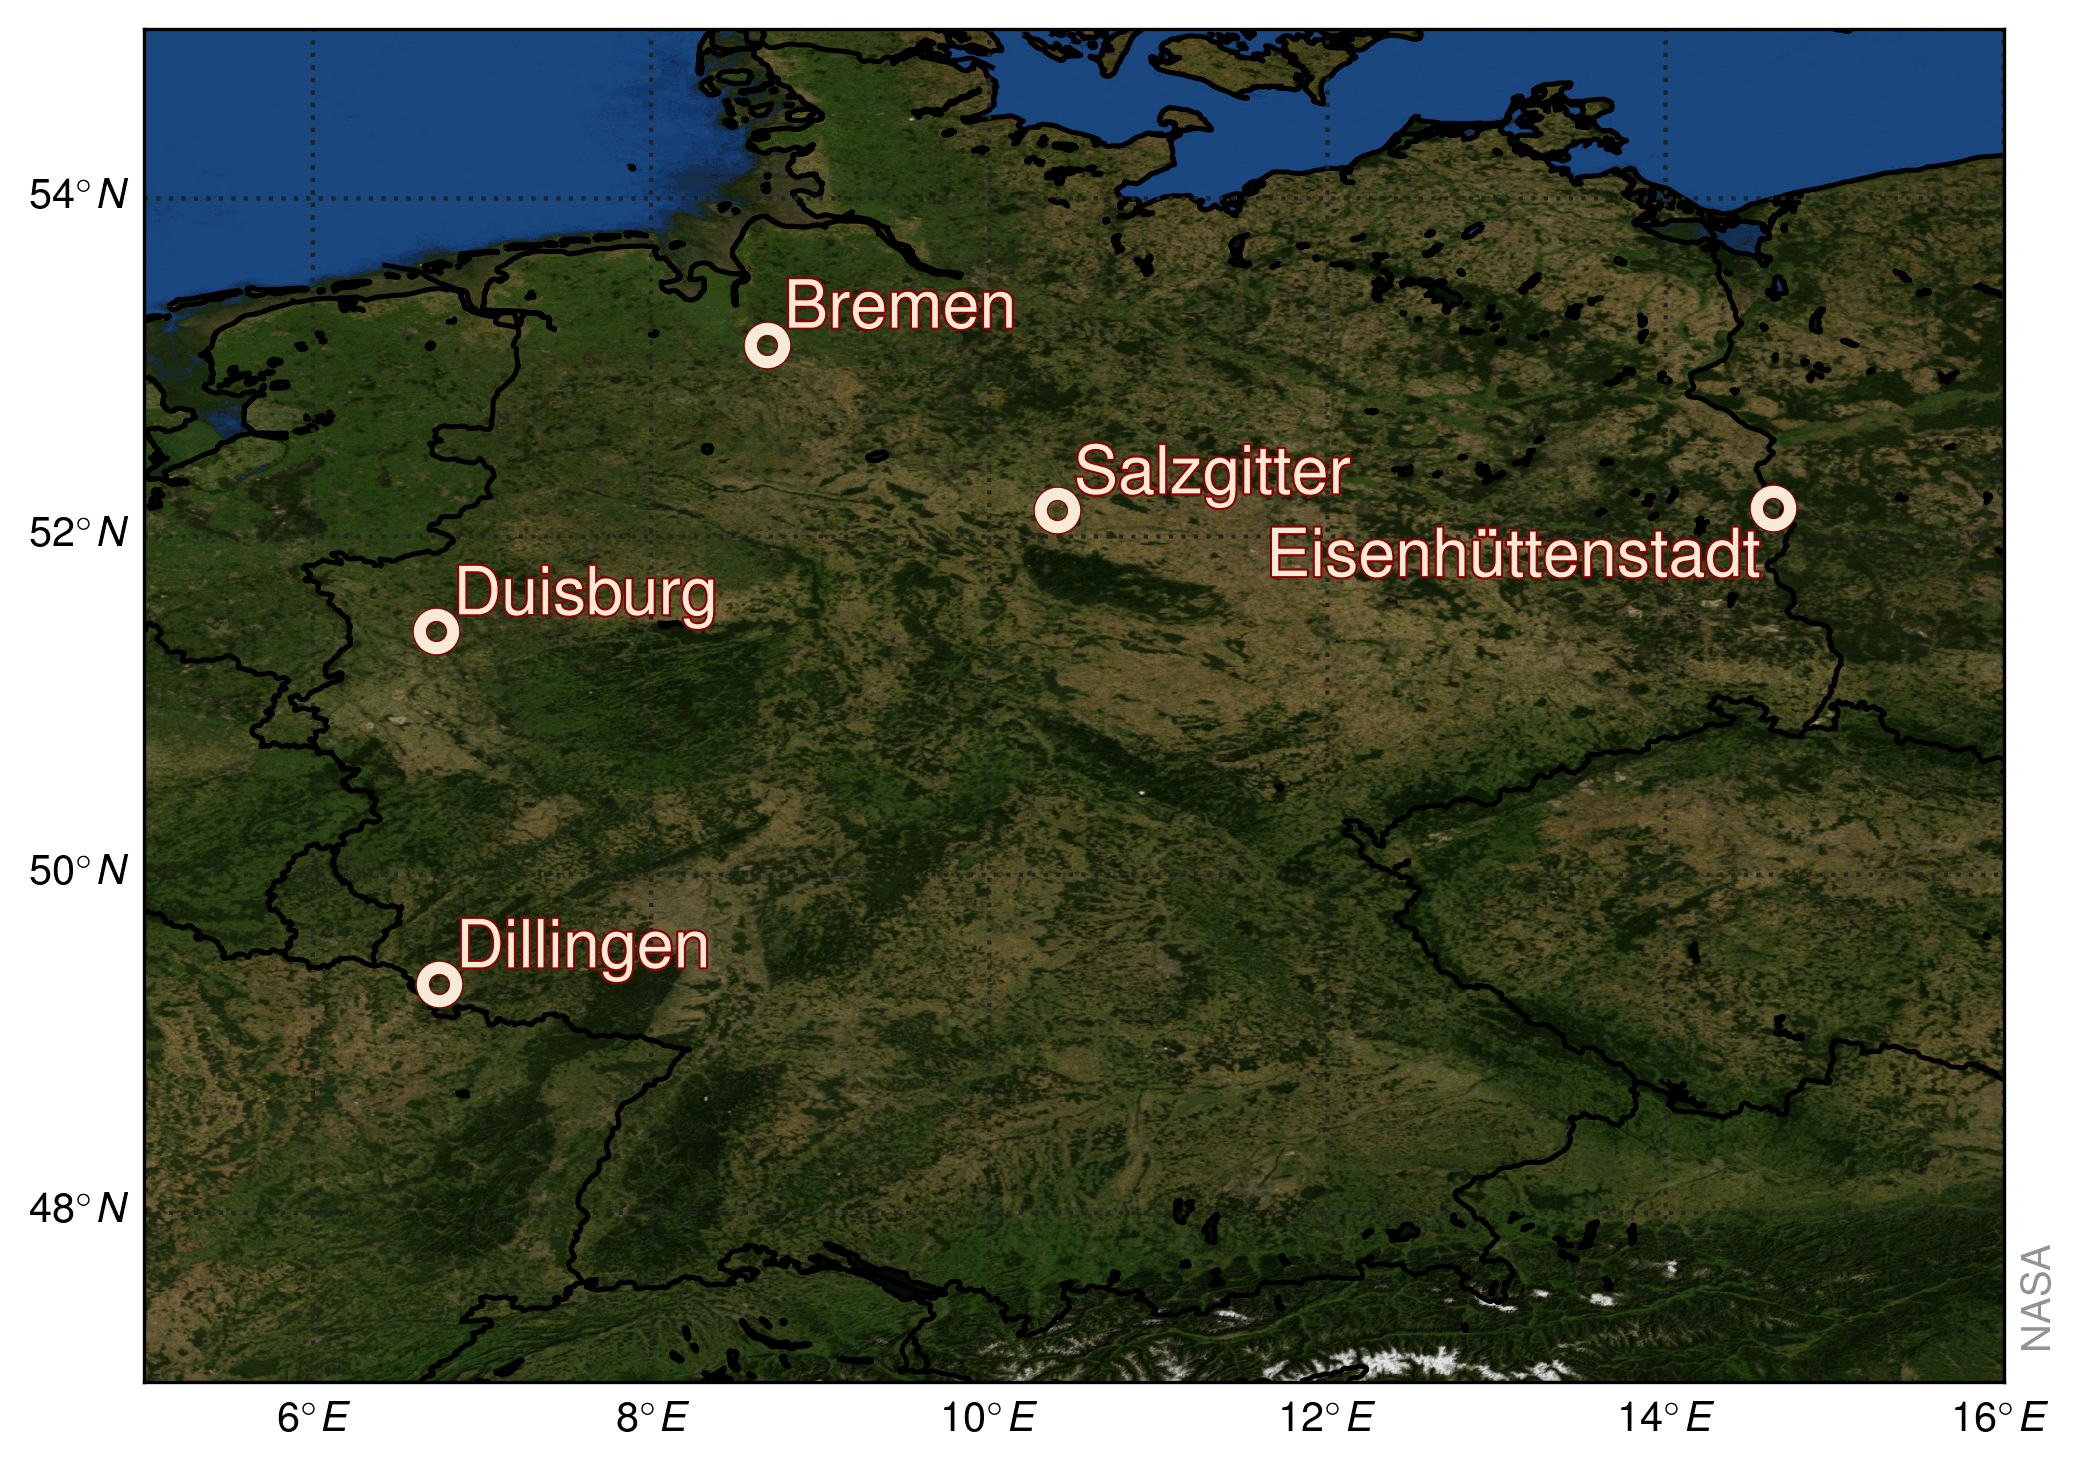 54°N
52°N
50°N
48°N
Bremen
Salzgitter
Eisenhüttenstadt
Duisburg
Dillingen
NASA
6°E
8°E
10°E
12°E
14°E
16°E